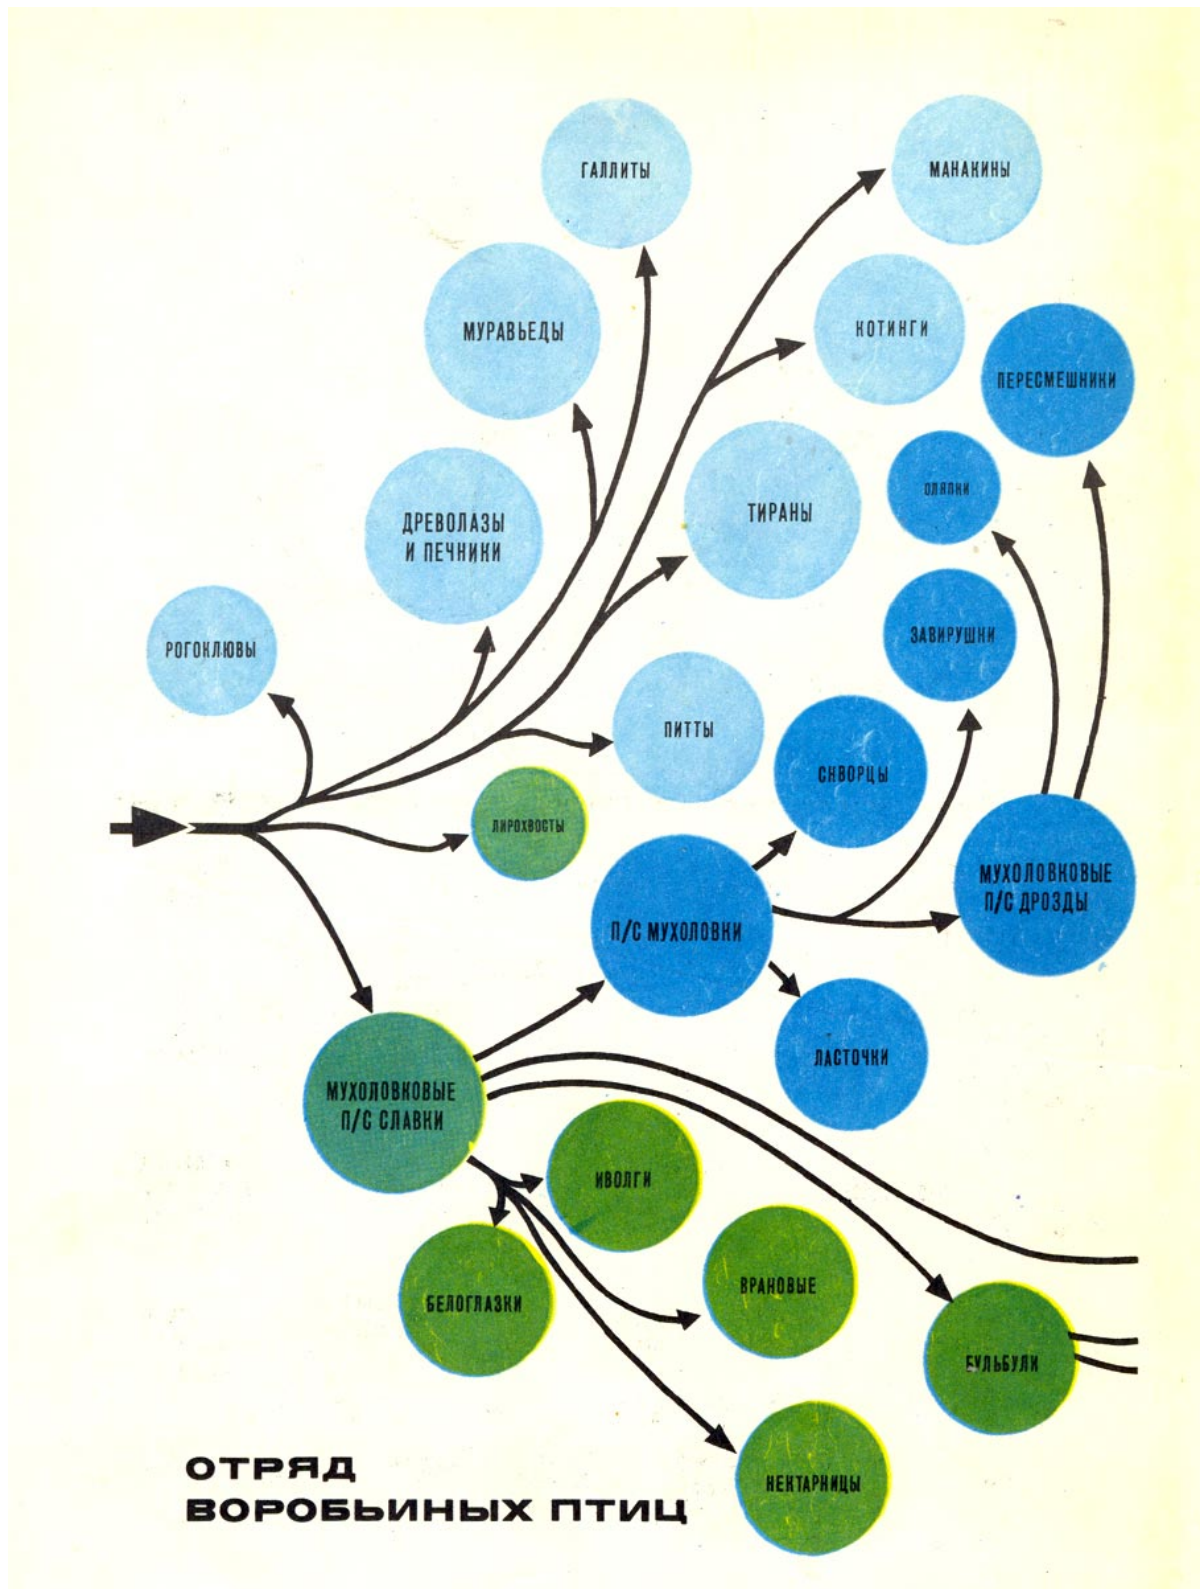 ГАЛЛИТЫ
МАНАКИНЫ
МУРАВЬЕДЫ
КОТИНГИ
ПЕРЕСМЕШНИКИ
ОЛЯПКИ
ДРЕВОЛАЗЫ
И ПЕЧНИКИ
ТИРАНЫ
ЗАВИРУШКИ
РОГОКЛЮВЫ
ПИТТЫ
СКВОРЦЫ
ЛИРОХВОСТЫ
МУХОЛОВКОВЫЕ
П/С ДРОЗДЫ
П/С МУХОЛОВКИ
ЛАСТОЧКИ
МУХОЛОВКОВЫЕ
П/С СЛАВКИ
ИВОЛГИ
ВРАНОВЫЕ
БЕЛОГЛАЗКИ
БУЛЬБУЛИ
НЕКТАРНИЦЫ
ОТРЯД
ВОРОБЬИНЫХ ПТИЦ